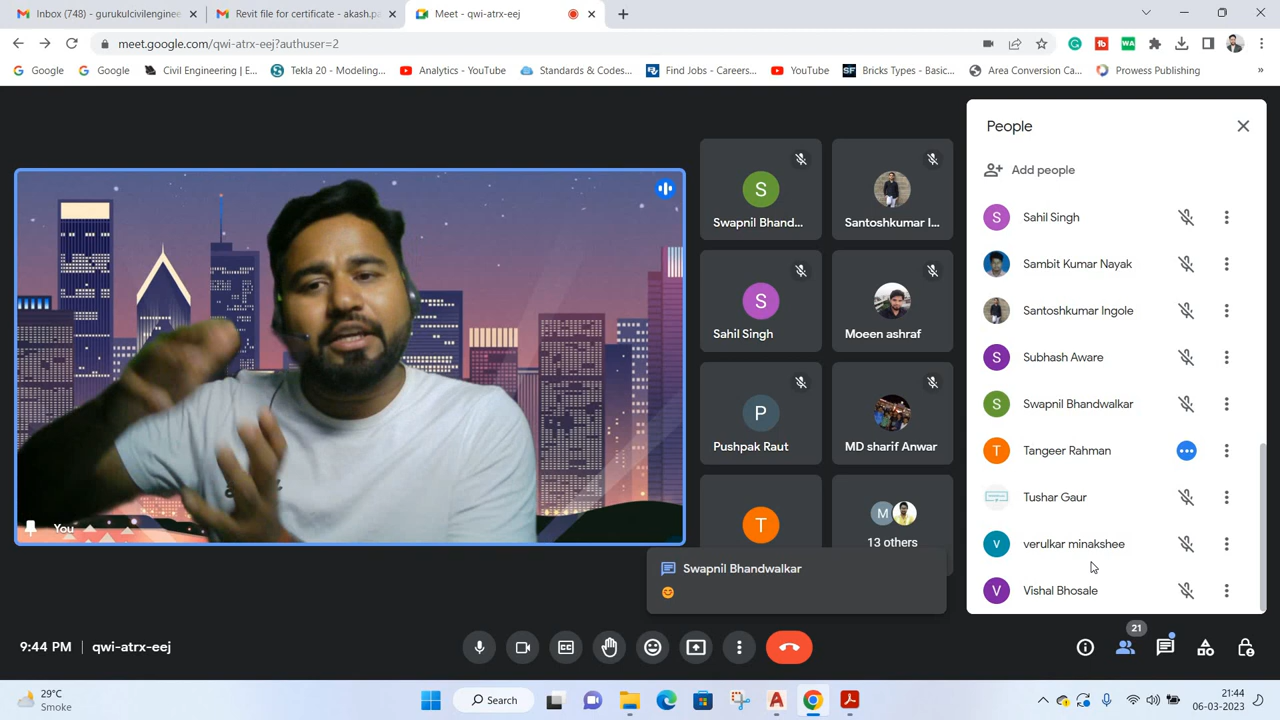 Inbox (748) - gurukulcivilenginee
Revit file for certificate - akash.pa
Meet - qwi-atrx-eej
meet.google.com/qwi-atrx-eej?authuser=2
Google
Google
Civil Engineering | E...
Tekla 20 - Modeling...
Analytics - YouTube
Standards & Codes...
Find Jobs - Careers...
YouTube
SF
Bricks Types - Basic...
Area Conversion Ca...
Prowess Publishing
»
People
Add people
S Sahil Singh
Sambit Kumar Nayak
Santoshkumar Ingole
S Subhash Aware
S Swapnil Bhandwalkar
T Tangeer Rahman
Tushar Gaur
v verulkar minakshee
V Vishal Bhosale
S
Swapnil Bhand...
Santoshkumar I...
S
Sahil Singh
Moeen ashraf
P
Pushpak Raut
MD sharif Anwar
T
M
13 others
You
Swapnil Bhandwalkar
9:44 PM | qwi-atrx-eej
CC
21
29°C
Smoke
Search
21:44
06-03-2023